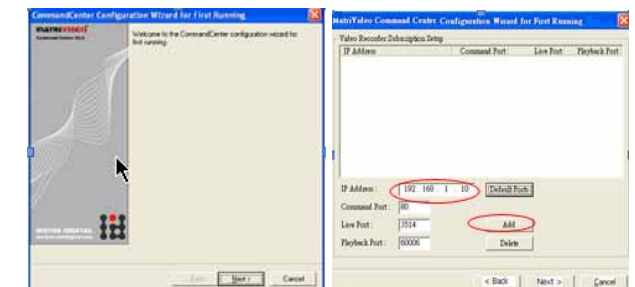 CommandCenter Configuration Wizard for First Running
MATRIXVIDEO
Welcome to the CommandCenter configuration wizard for
first running.
Next >
Cancel
MatriVideo Command Center Configuration Wizard for First Running
Video Recorder Subscription Setup
IP Address
Command Port
Live Port
Playback Port
IP Address :
192 . 168 . 1 . 10
Default Ports
Command Port :
80
Live Port :
3514
Add
Playback Port :
60006
Delete
< Back
Next >
Cancel